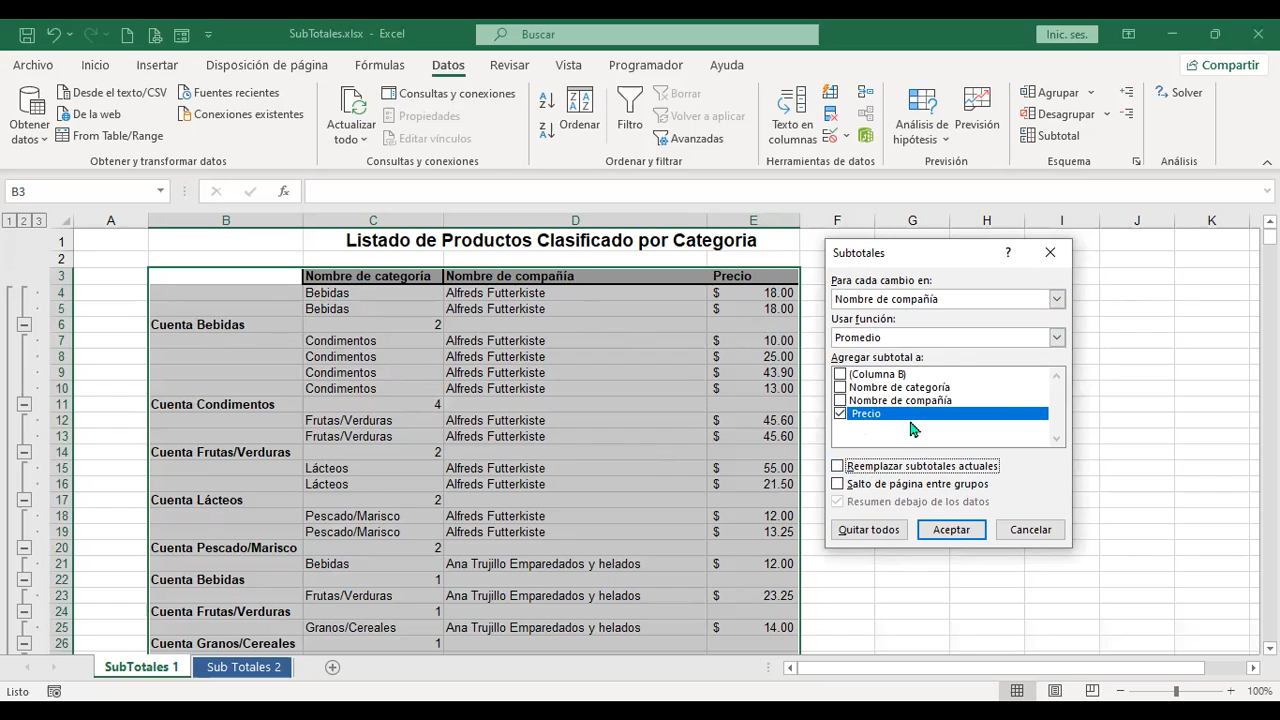 SubTotales.xlsx - Excel
Buscar
Inic. ses.
Archivo Inicio Insertar Disposición de página Fórmulas Datos Revisar Vista Programador Ayuda Compartir
Obtener datos
Desde el texto/CSV
De la web
From Table/Range
Fuentes recientes
Conexiones existentes
Obtener y transformar datos
Actualizar todo
Consultas y conexiones
Propiedades
Editar vínculos
Consultas y conexiones
Ordenar
Filtro
Borrar
Volver a aplicar
Avanzadas
Ordenar y filtrar
Texto en columnas
Herramientas de datos
Análisis de hipótesis
Previsión
Previsión
Agrupar
Desagrupar
Subtotal
Esquema
Solver
Análisis
B3
fx
1 2 3 A B C D E F G H I J K
1 Listado de Productos Clasificado por Categoria
2
3 Nombre de categoría Nombre de compañía Precio
4 Bebidas Alfreds Futterkiste $ 18.00
5 Bebidas Alfreds Futterkiste $ 18.00
6 Cuenta Bebidas 2
7 Condimentos Alfreds Futterkiste $ 10.00
8 Condimentos Alfreds Futterkiste $ 25.00
9 Condimentos Alfreds Futterkiste $ 43.90
10 Condimentos Alfreds Futterkiste $ 13.00
11 Cuenta Condimentos 4
12 Frutas/Verduras Alfreds Futterkiste $ 45.60
13 Frutas/Verduras Alfreds Futterkiste $ 45.60
14 Cuenta Frutas/Verduras 2
15 Lácteos Alfreds Futterkiste $ 55.00
16 Lácteos Alfreds Futterkiste $ 21.50
17 Cuenta Lácteos 2
18 Pescado/Marisco Alfreds Futterkiste $ 12.00
19 Pescado/Marisco Alfreds Futterkiste $ 13.25
20 Cuenta Pescado/Marisco 2
21 Bebidas Ana Trujillo Emparedados y helados $ 12.00
22 Cuenta Bebidas 1
23 Frutas/Verduras Ana Trujillo Emparedados y helados $ 23.25
24 Cuenta Frutas/Verduras 1
25 Granos/Cereales Ana Trujillo Emparedados y helados $ 14.00
26 Cuenta Granos/Cereales 1
Subtotales ?
Para cada cambio en:
Nombre de compañía
Usar función:
Promedio
Agregar subtotal a:
(Columna B)
Nombre de categoría
Nombre de compañía
Precio
Reemplazar subtotales actuales
Salto de página entre grupos
Resumen debajo de los datos
Quitar todos Aceptar Cancelar
SubTotales 1 Sub Totales 2
Listo
100%